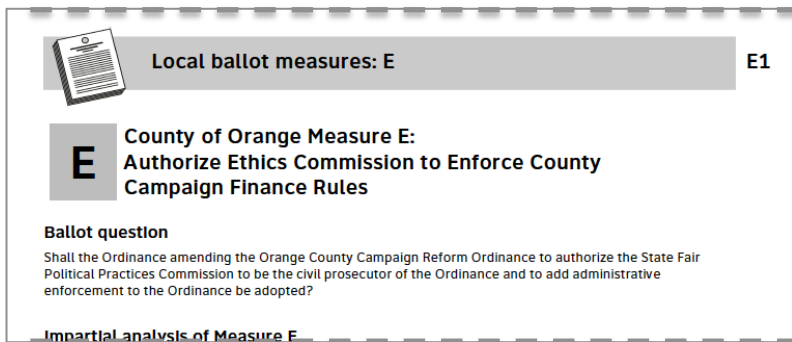 Local ballot measures: E
E1
E
County of Orange Measure E:
Authorize Ethics Commission to Enforce County
Campaign Finance Rules
Ballot question
Shall the Ordinance amending the Orange County Campaign Reform Ordinance to authorize the State Fair
Political Practices Commission to be the civil prosecutor of the Ordinance and to add administrative
enforcement to the Ordinance be adopted?
Impartial analysis of Measure E